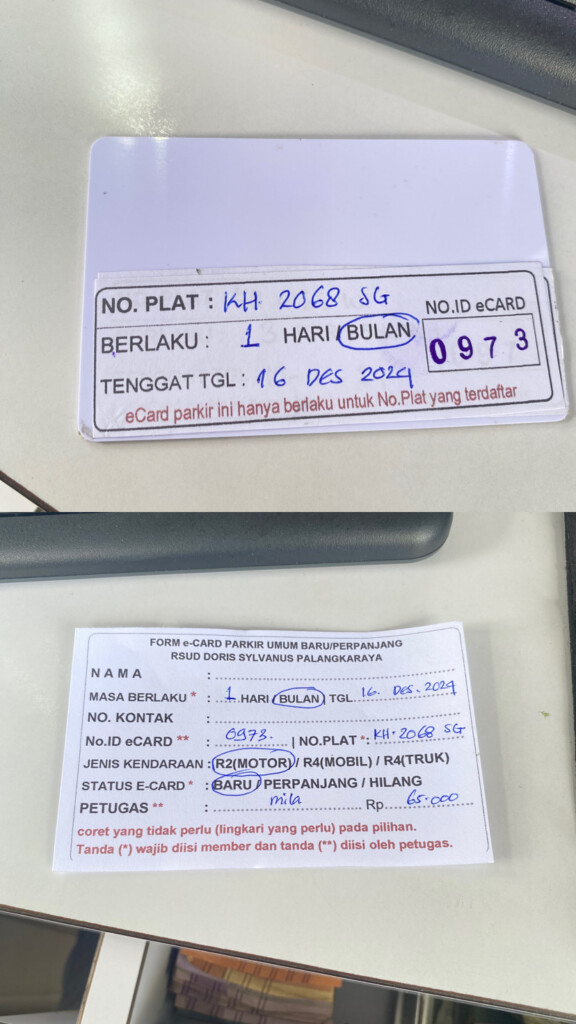 NO. PLAT : KH 2068 SG
NO.ID eCARD
BERLAKU : 1 HARI / BULAN
0973
TENGGAT TGL : 16 DES 2024
eCard parkir ini hanya berlaku untuk No.Plat yang terdaftar
FORM e-CARD PARKIR UMUM BARU/PERPANJANG
RSUD DORIS SYLVANUS PALANGKARAYA
NAMA :
MASA BERLAKU * : 1 HARI / BULAN | TGL 16. Des. 2024
NO. KONTAK :
No.ID eCARD ** : 0973. | NO.PLAT *: KH. 2068 SG
JENIS KENDARAAN : R2(MOTOR) / R4(MOBIL) / R4(TRUK)
STATUS E-CARD * : BARU / PERPANJANG / HILANG
PETUGAS ** : mila Rp. 65.000
coret yang tidak perlu (lingkari yang perlu) pada pilihan.
Tanda (*) wajib diisi member dan tanda (**) diisi oleh petugas.